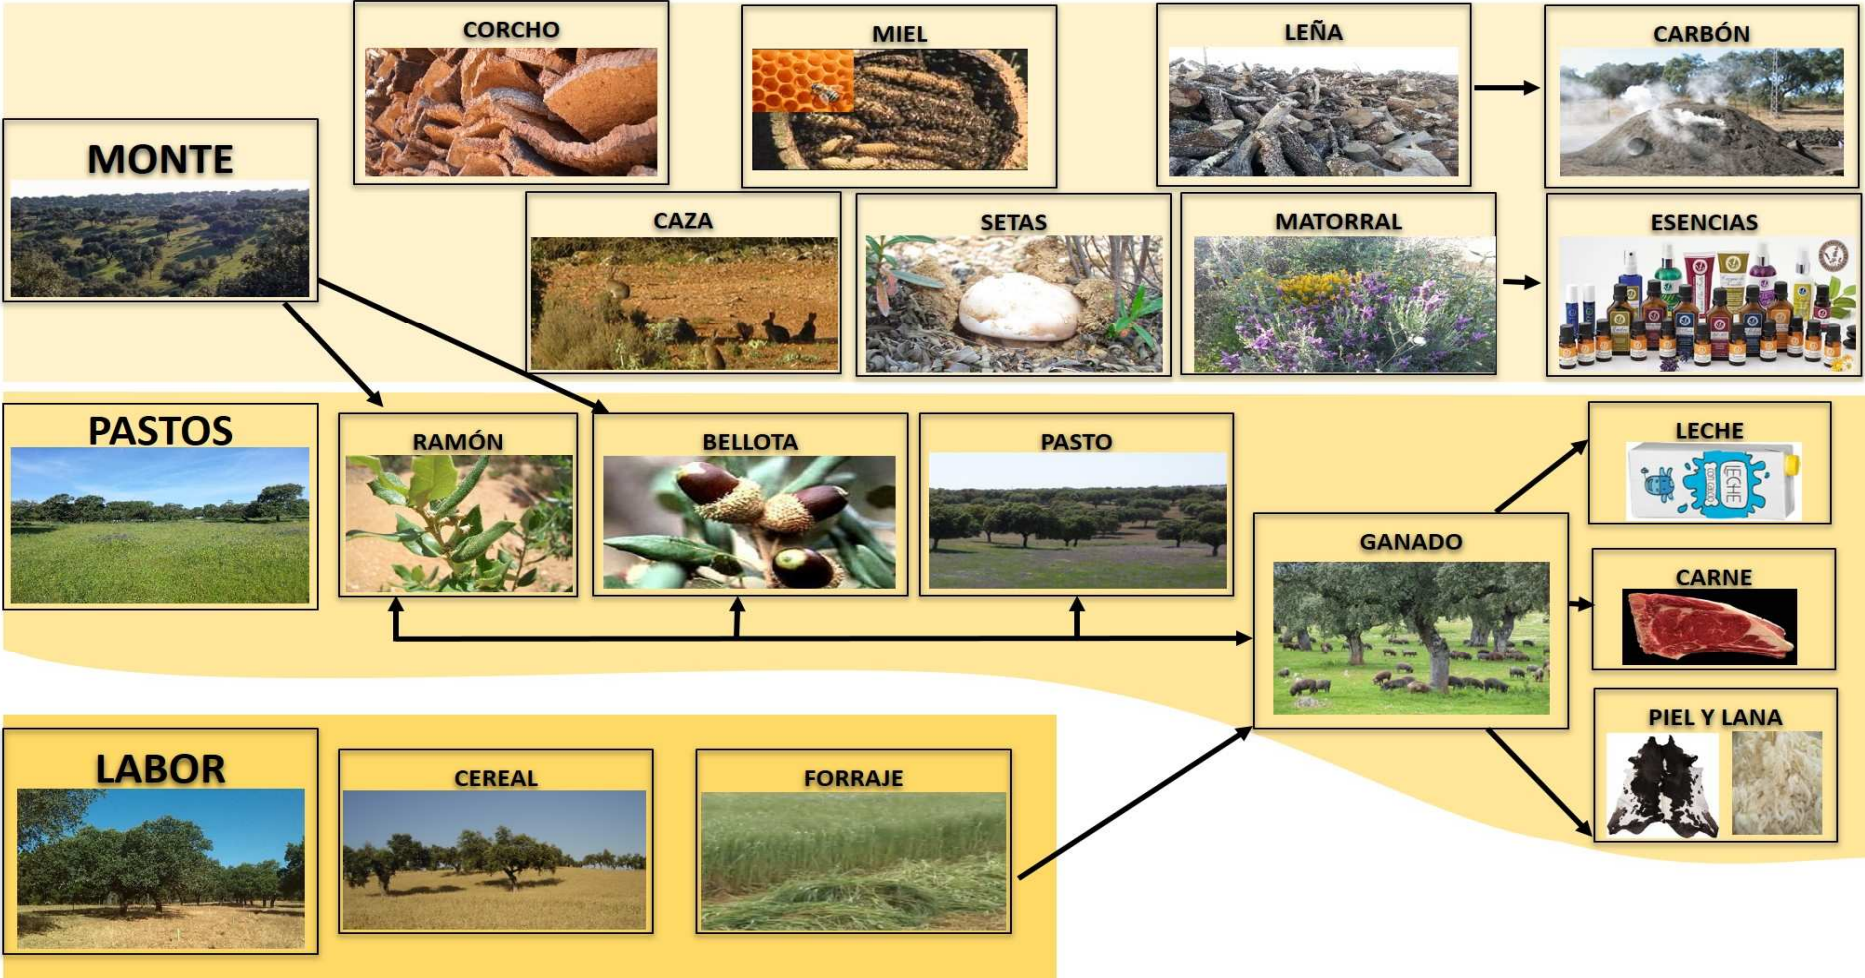 CORCHO
MIEL
LEÑA
CARBÓN
MONTE
CAZA
SETAS
MATORRAL
ESENCIAS
PASTOS
RAMÓN
BELLOTA
PASTO
LECHE
LECHE
GANADO
CARNE
PIEL Y LANA
LABOR
CEREAL
FORRAJE